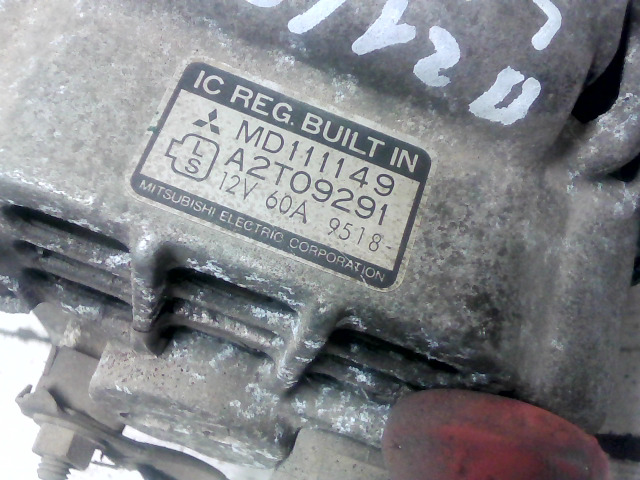 IC REG. BUILT IN
MD111149
L
S
A2T09291
12V 60A 9518-
MITSUBISHI ELECTRIC CORPORATION